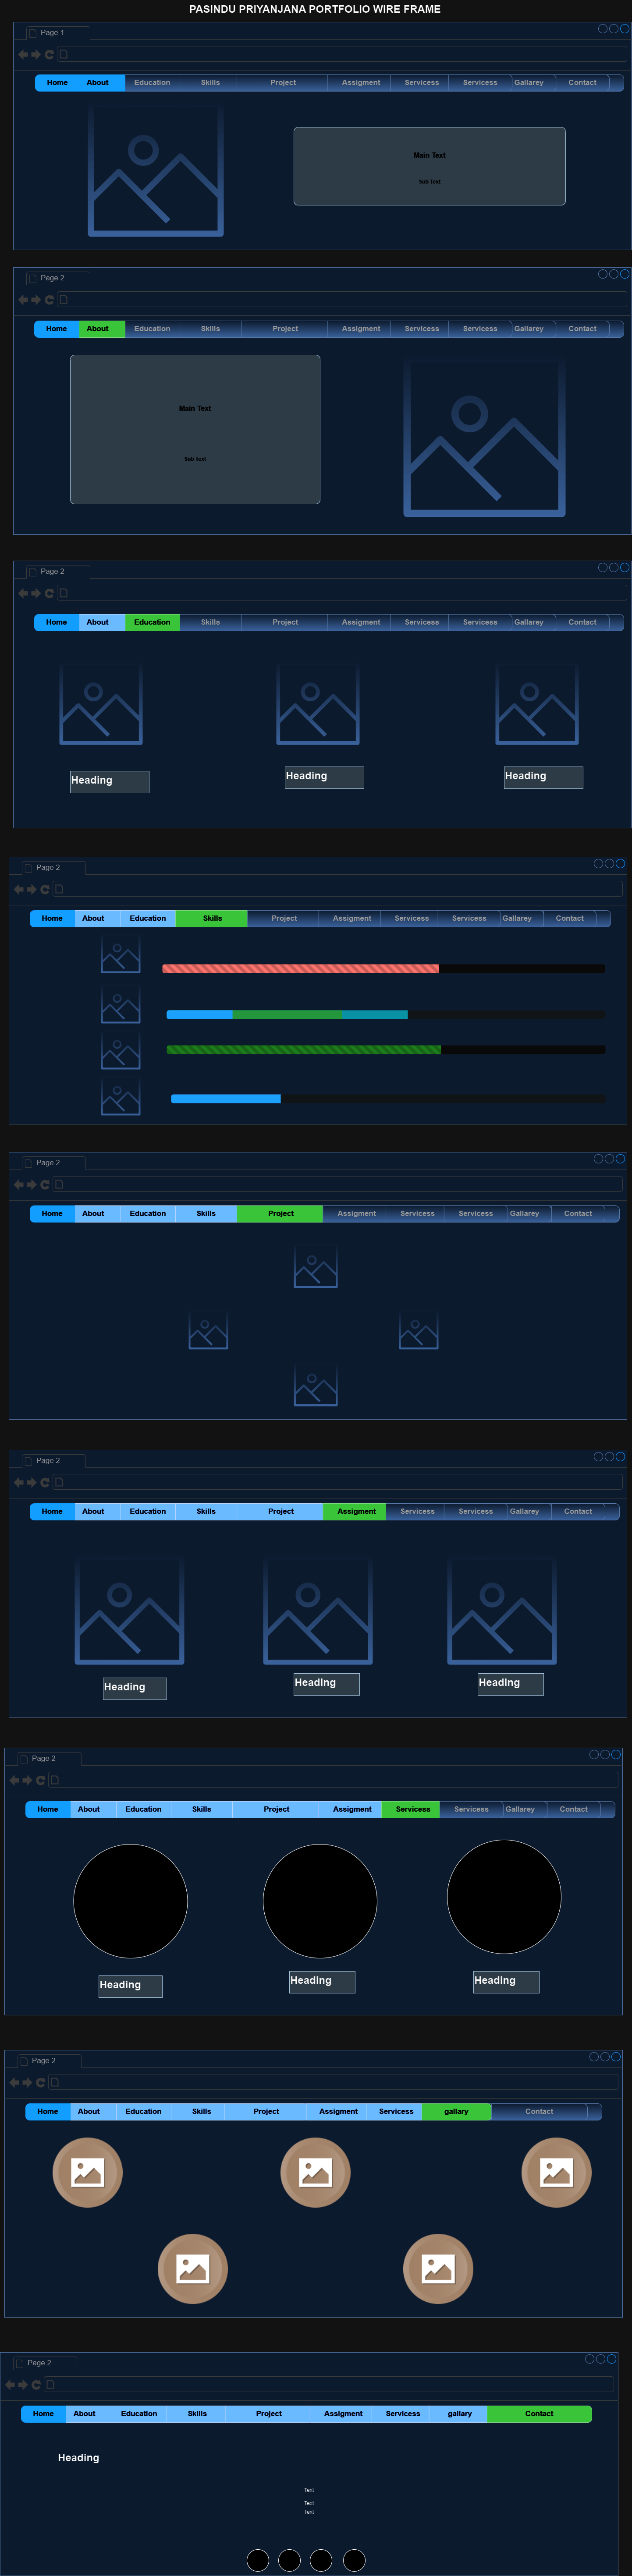 PASINDU PRIYANJANA PORTFOLIO WIRE FRAME
Page 1
Home About Education Skills Project Assigment Servicess Servicess Gallarey Contact
Main Text
Sub Text
Page 2
Home About Education Skills Project Assigment Servicess Servicess Gallarey Contact
Main Text
Sub Text
Page 2
Home About Education Skills Project Assigment Servicess Servicess Gallarey Contact
Heading Heading Heading
Page 2
Home About Education Skills Project Assigment Servicess Servicess Gallarey Contact
Page 2
Home About Education Skills Project Assigment Servicess Servicess Gallarey Contact
Page 2
Home About Education Skills Project Assigment Servicess Servicess Gallarey Contact
Heading Heading Heading
Page 2
Home About Education Skills Project Assigment Servicess Servicess Gallarey Contact
Heading Heading Heading
Page 2
Home About Education Skills Project Assigment Servicess gallary Contact
Page 2
Home About Education Skills Project Assigment Servicess gallary Contact
Heading
Text
Text
Text